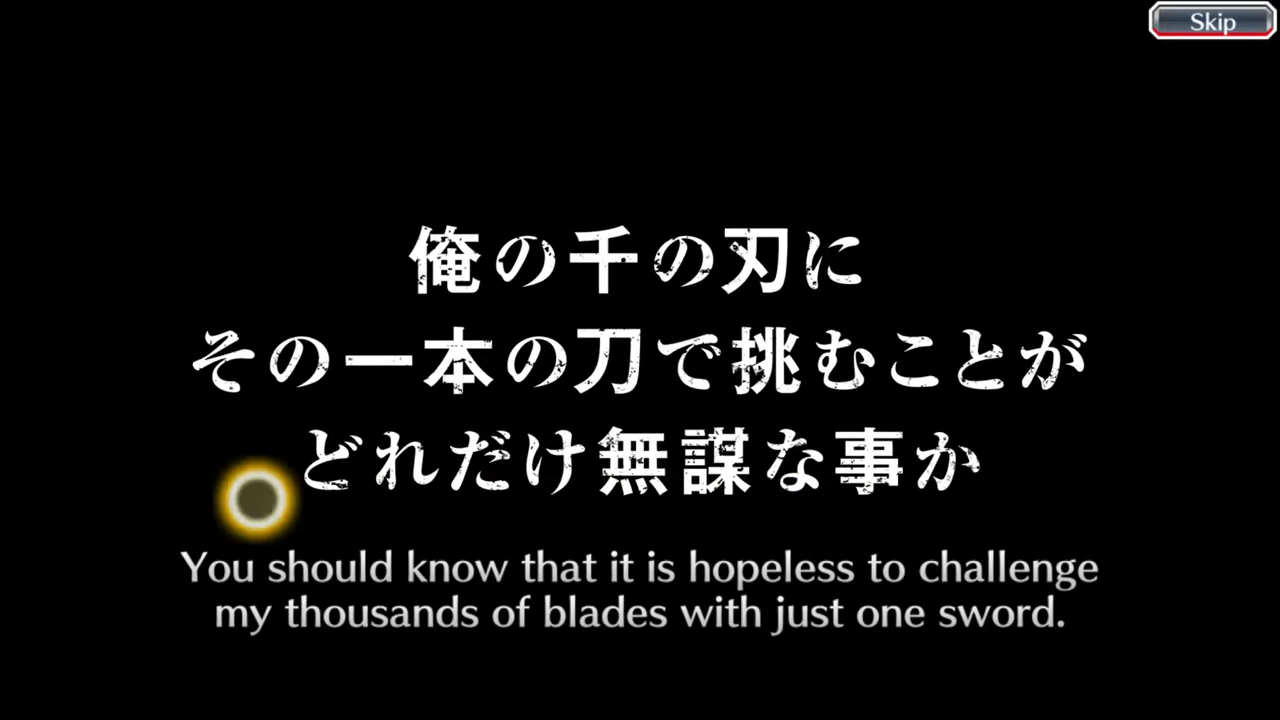 Skip
俺の千の刃に
その一本の刀で挑むことが
どれだけ無謀な事か
You should know that it is hopeless to challenge
my thousands of blades with just one sword.